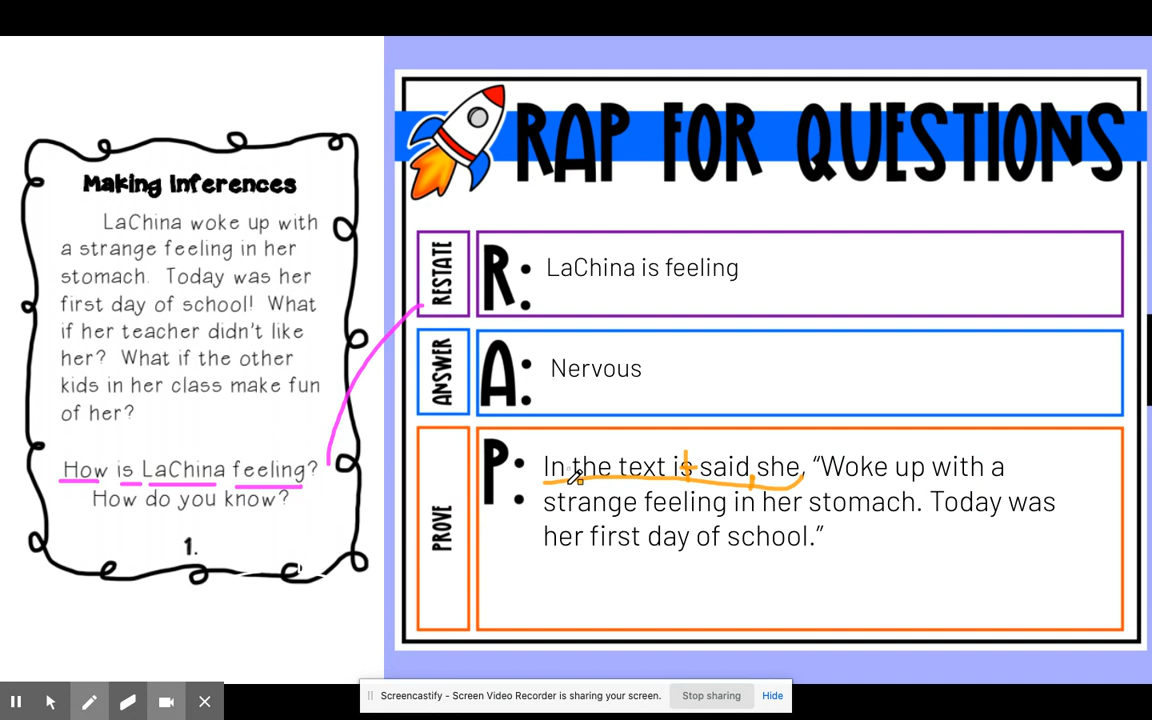 Making Inferences
LaChina woke up with
a strange feeling in her
stomach. Today was her
first day of school! What
if her teacher didn't like
her? What if the other
kids in her class make fun
of her?
How is LaChina feeling?
How do you know?
1.
RAP FOR QUESTIONS
RESTATE
R:
LaChina is feeling
ANSWER
A:
Nervous
PROVE
P:
In the text is said she, “Woke up with a
strange feeling in her stomach. Today was
her first day of school.”
Screencastify - Screen Video Recorder is sharing your screen.
Stop sharing
Hide